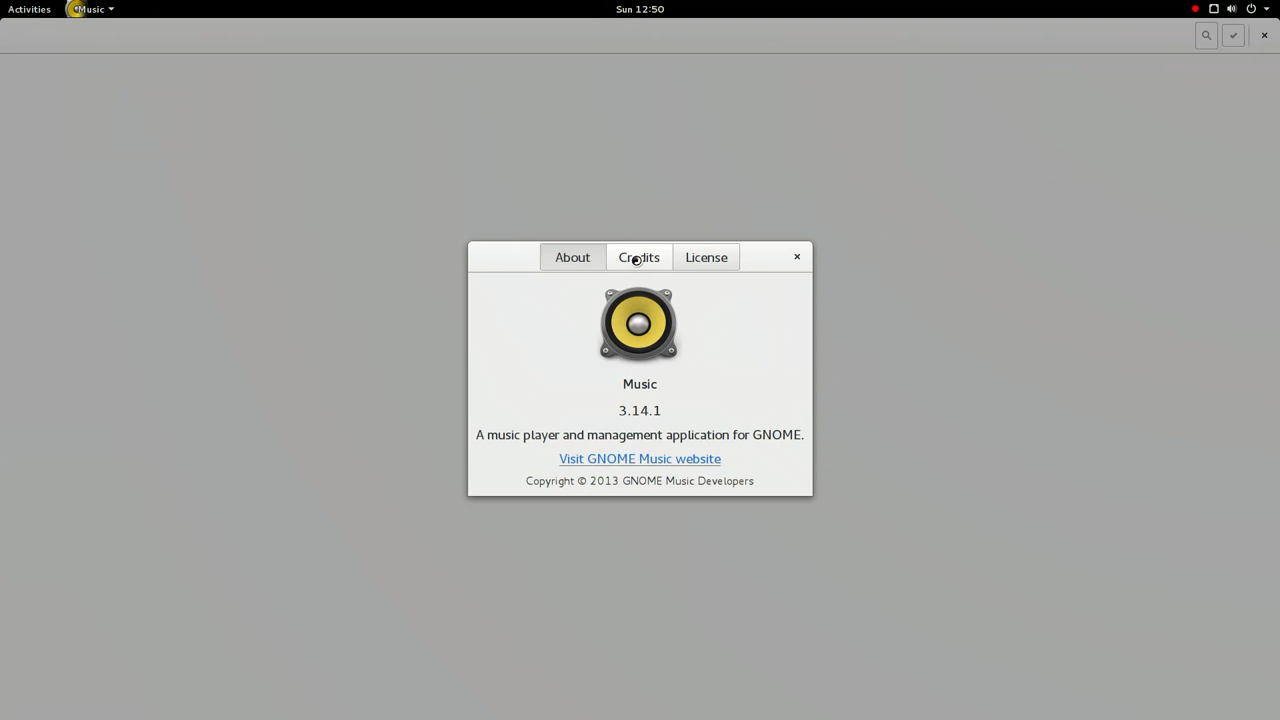 Activities Music Sun 12:50
About Credits License
Music
3.14.1
A music player and management application for GNOME.
Visit GNOME Music website
Copyright © 2013 GNOME Music Developers